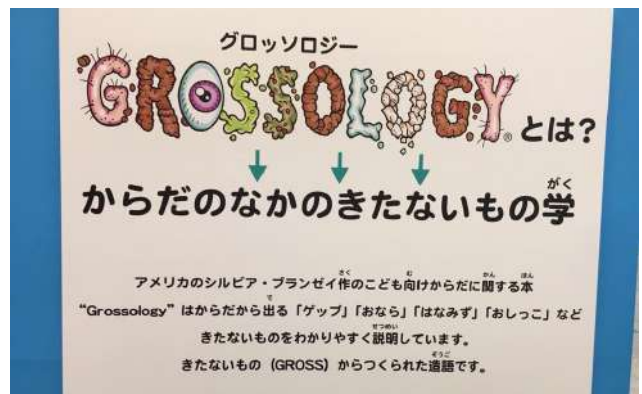 グロッソロジー
GROSSOLOGY® とは?
からだのなかのきたないもの学
アメリカのシルビア・ブランゼイ作のこども向けからだに関する本
“Grossology”はからだから出る「ゲップ」「おなら」「はなみず」「おしっこ」など
きたないものをわかりやすく説明しています。
きたないもの（GROSS）からつくられた造語です。